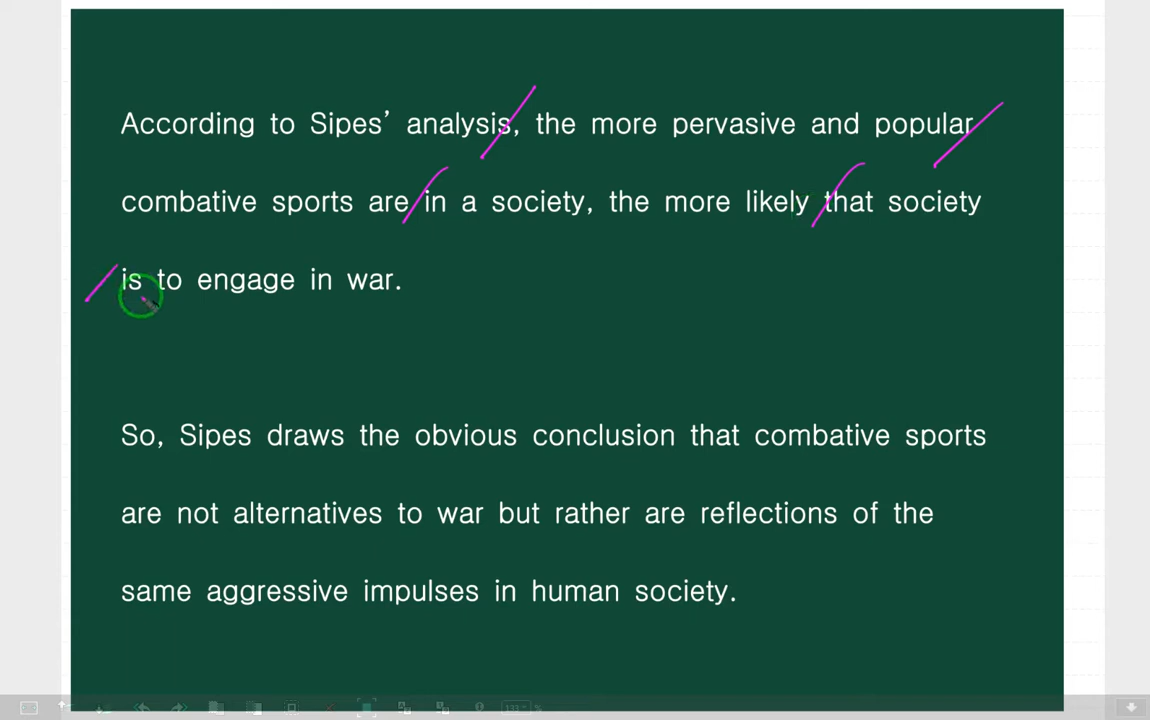 According to Sipes’ analysis, the more pervasive and popular
combative sports are in a society, the more likely that society
is to engage in war.
So, Sipes draws the obvious conclusion that combative sports
are not alternatives to war but rather are reflections of the
same aggressive impulses in human society.
133 %